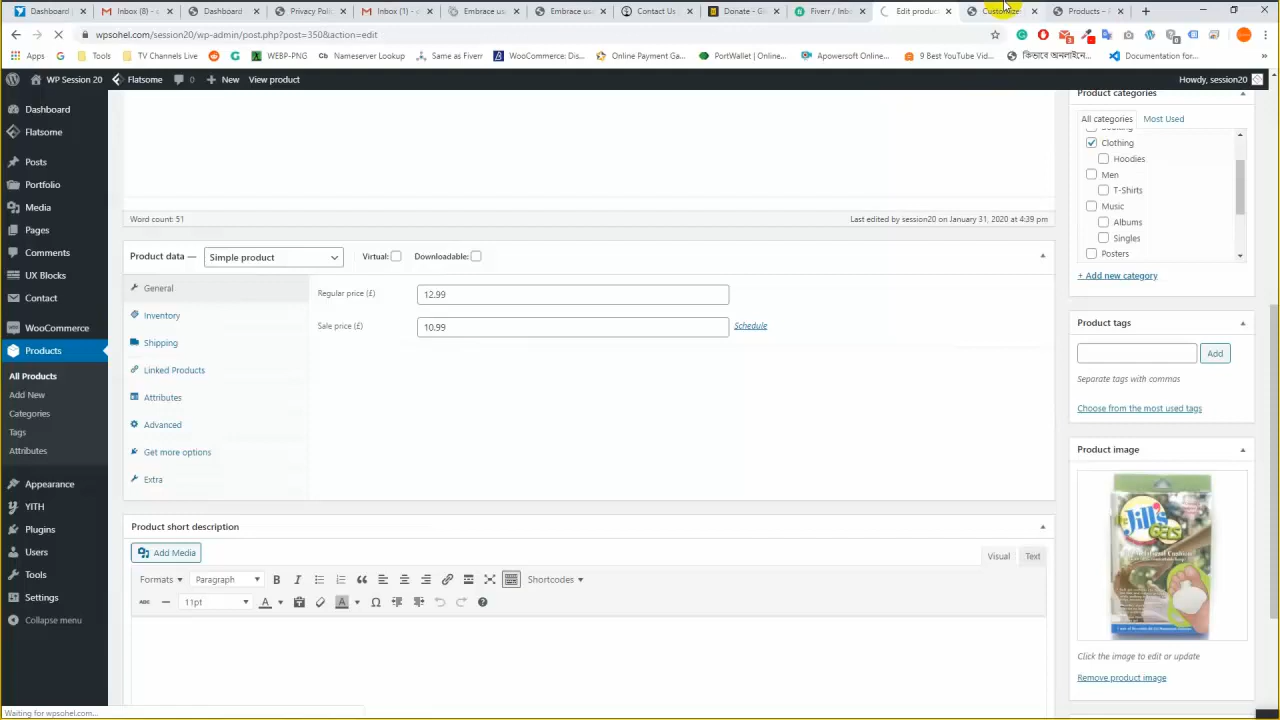 Dashboard
Inbox (8) -
Dashboard
Privacy Poli
Inbox (1) -
Embrace us
Embrace us
Contact Us
Donate - Gi
Fiverr / Inbo
Edit produc
Customize
Products – F
wpsohel.com/session20/wp-admin/post.php?post=350&action=edit
Apps
Tutorial
TV Channels Live
WEBP-PNG
Nameserver Lookup
Same as Fiverr
WooCommerce: Dis...
Online Payment Ga...
PortWallet | Online...
Apowersoft Online...
9 Best YouTube Vid...
কিভাবে অনলাইনে...
Documentation for...
WP Session 20
Flatsome
0
New
View product
Howdy, session20
Dashboard
Flatsome
Posts
Portfolio
Media
Pages
Comments
UX Blocks
Contact
WooCommerce
Products
All Products
Add New
Categories
Tags
Attributes
Appearance
YITH
Plugins
Users
Tools
Settings
Collapse menu
Word count: 51
Last edited by session20 on January 31, 2020 at 4:39 pm
Product data —
Simple product
Virtual:
Downloadable:
General
Inventory
Shipping
Linked Products
Attributes
Advanced
Get more options
Extra
Regular price (£)
12.99
Sale price (£)
10.99
Schedule
Product short description
Add Media
Visual
Text
Formats
Paragraph
B
I
Shortcodes
ABC
11pt
A
A
Product categories
All categories
Most Used
Clothing
Hoodies
Men
T-Shirts
Music
Albums
Singles
Posters
+ Add new category
Product tags
Add
Separate tags with commas
Choose from the most used tags
Product image
Jill's
GELS
Click the image to edit or update
Remove product image
Waiting for wpsohel.com...